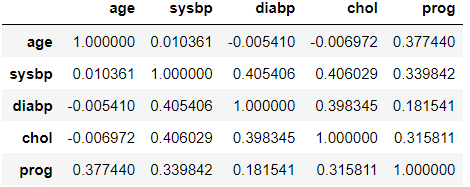 age sysbp diabp chol prog
age 1.000000 0.010361 -0.005410 -0.006972 0.377440
sysbp 0.010361 1.000000 0.405406 0.406029 0.339842
diabp -0.005410 0.405406 1.000000 0.398345 0.181541
chol -0.006972 0.406029 0.398345 1.000000 0.315811
prog 0.377440 0.339842 0.181541 0.315811 1.000000